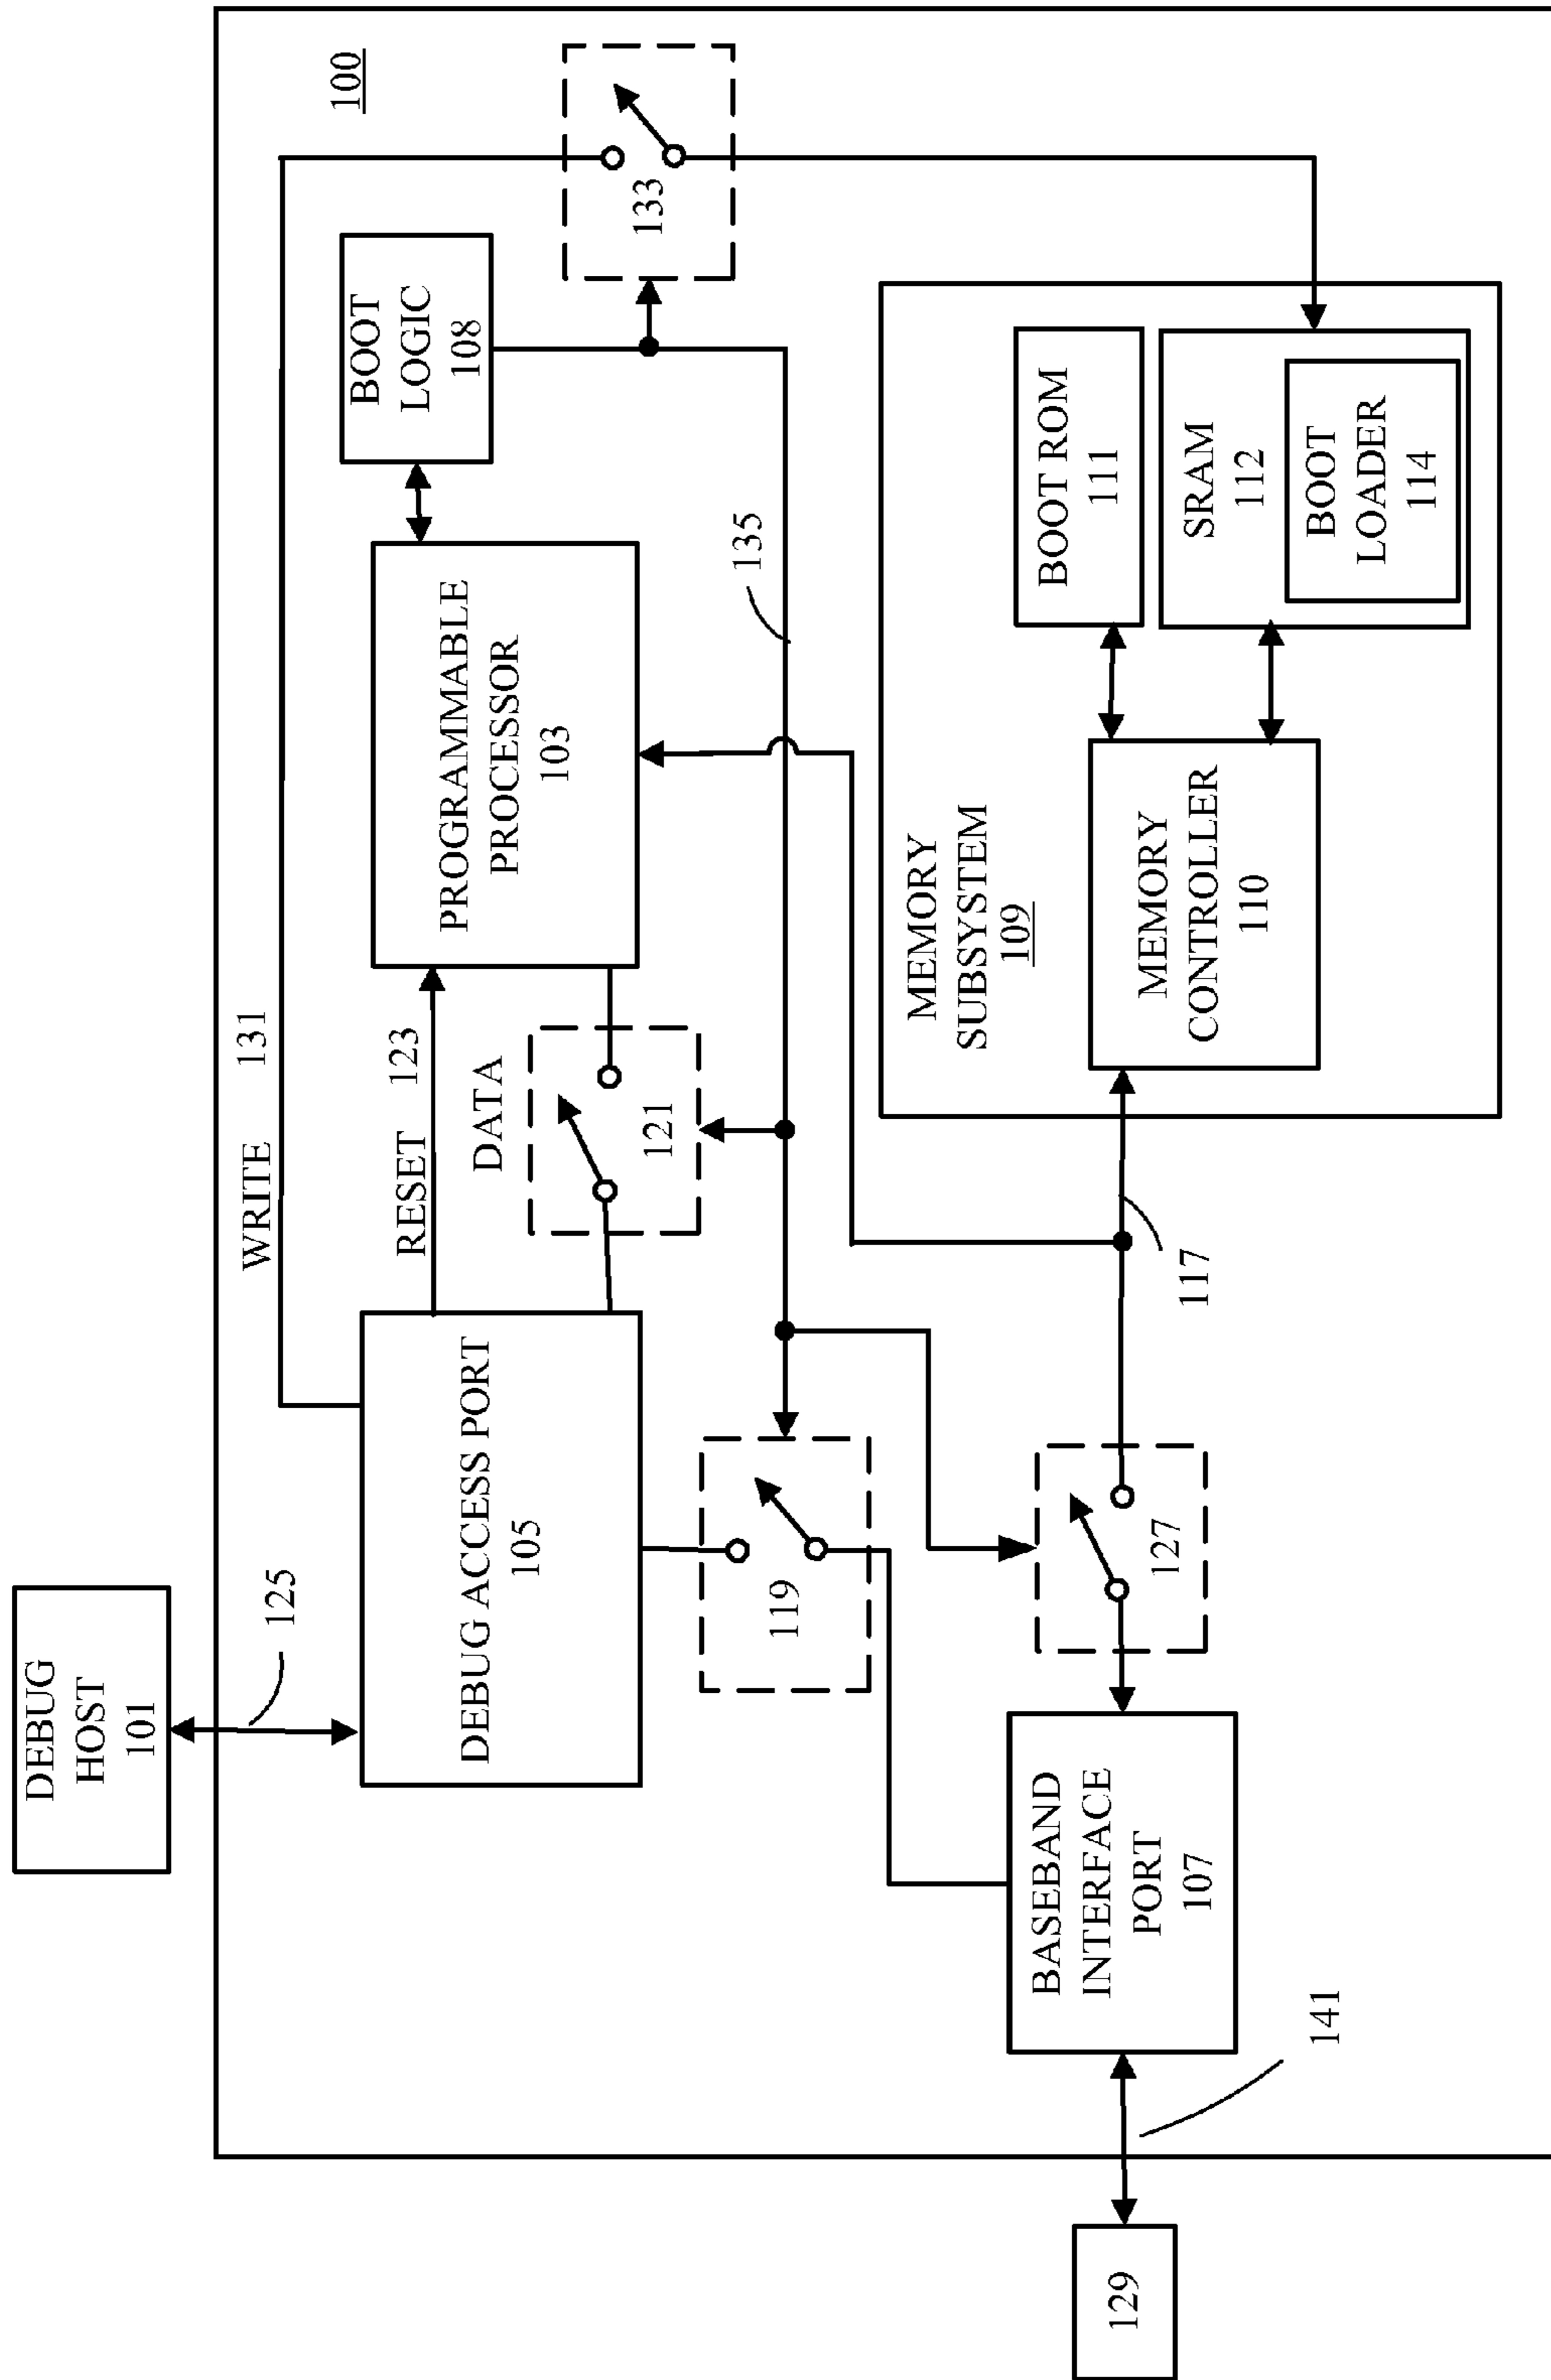 DEBUG
HOST
101
125
100
WRITE 131
RESET 123
DEBUG ACCESS PORT
105
DATA
121
PROGRAMMABLE
PROCESSOR
103
BOOT
LOGIC
108
133
135
119
127
117
BASEBAND
INTERFACE
PORT
107
141
129
MEMORY
SUBSYSTEM
109
MEMORY
CONTROLLER
110
BOOT ROM
111
SRAM
112
BOOT
LOADER
114